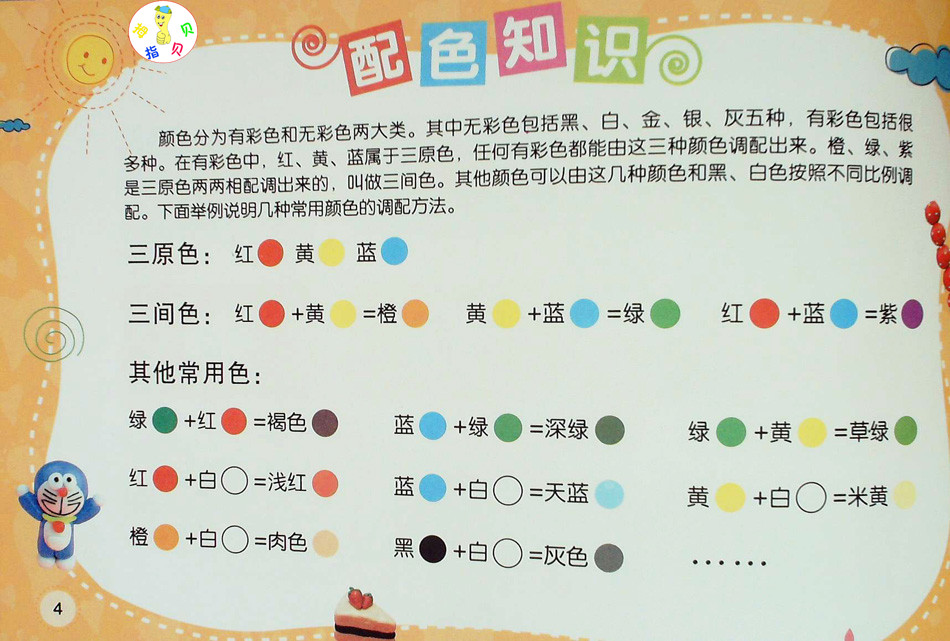 指贝
指贝
配色知识
颜色分为有彩色和无彩色两大类。其中无彩色包括黑、白、金、银、灰五种，有彩色包括很
多种。在有彩色中，红、黄、蓝属于三原色，任何有彩色都能由这三种颜色调配出来。橙、绿、紫
是三原色两两相配调出来的，叫做三间色。其他颜色可以由这几种颜色和黑、白色按照不同比例调
配。下面举例说明几种常用颜色的调配方法。
三原色： 红 黄 蓝
三间色： 红+黄=橙 黄+蓝=绿 红+蓝=紫
其他常用色：
绿+红=褐色 蓝+绿=深绿 绿+黄=草绿
红+白=浅红 蓝+白=天蓝 黄+白=米黄
橙+白=肉色 黑+白=灰色 ......
4